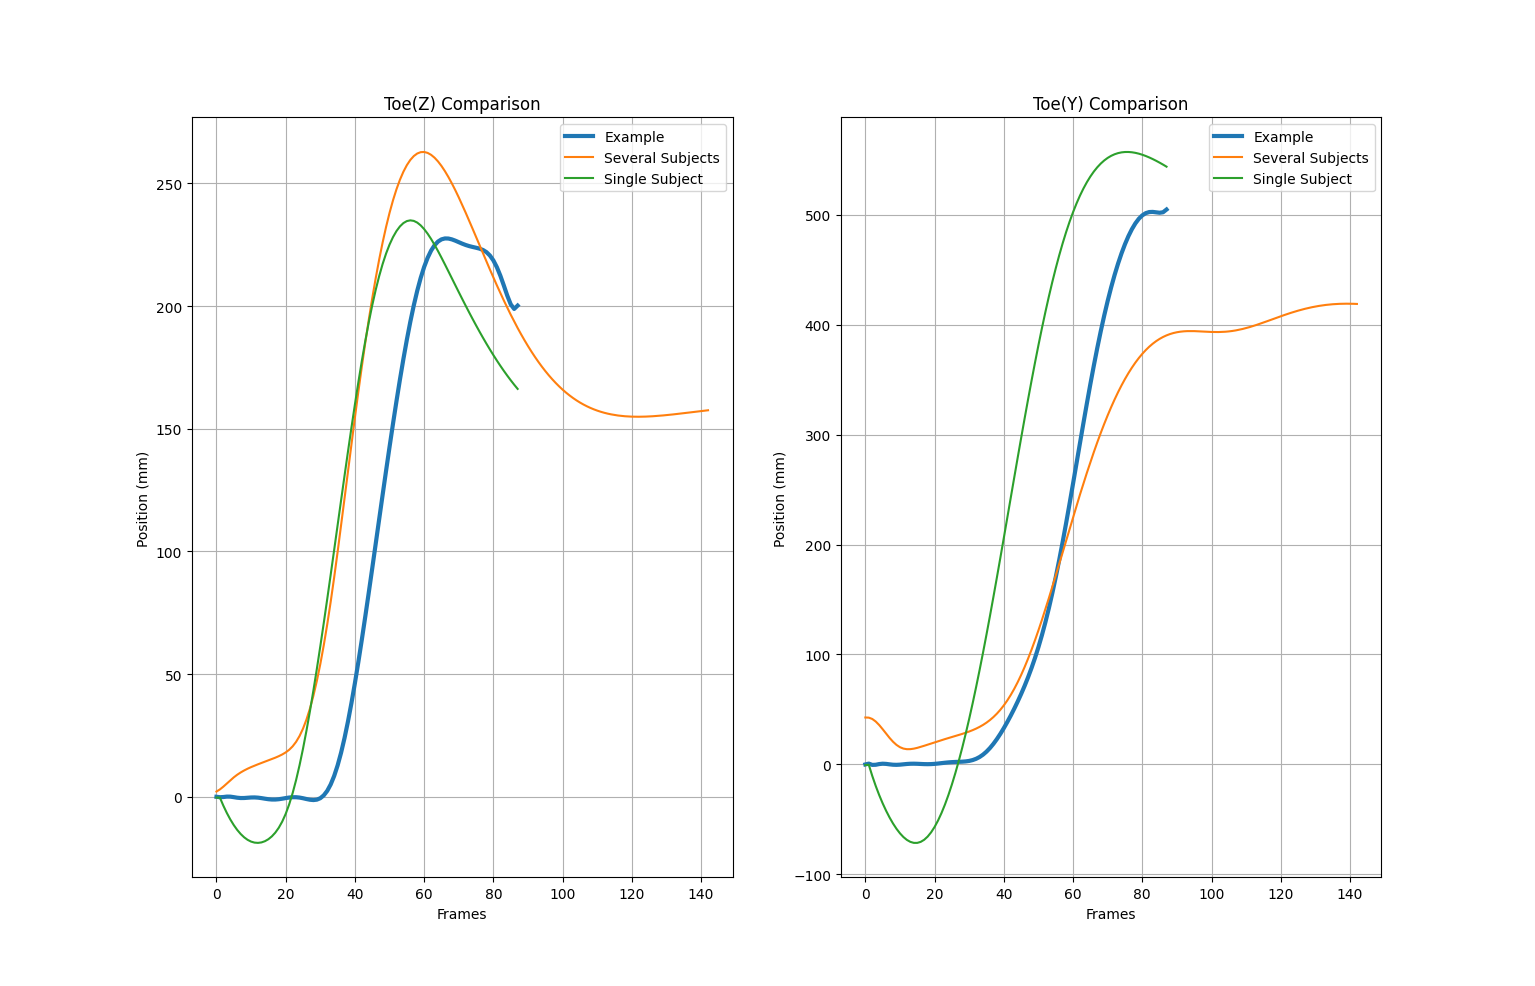 Toe(Z) Comparison
Example
Several Subjects
Single Subject
250
200
150
100
50
0
Position (mm)
0 20 40 60 80 100 120 140
Frames
Toe(Y) Comparison
Example
Several Subjects
Single Subject
500
400
300
200
100
0
−100
Position (mm)
0 20 40 60 80 100 120 140
Frames